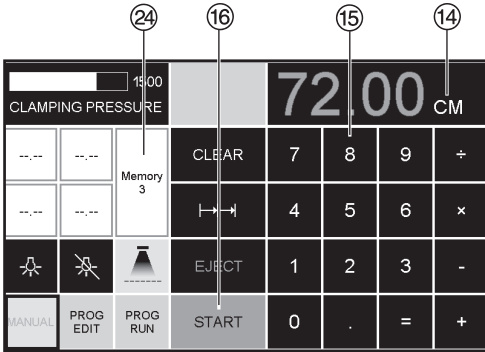 24 16 15 14
1500 72.00 CM
CLAMPING PRESSURE
--.-- --.-- Memory 3 CLEAR 7 8 9 ÷
--.-- --.-- 4 5 6 ×
EJECT 1 2 3 -
MANUAL PROG EDIT PROG RUN START 0 . = +